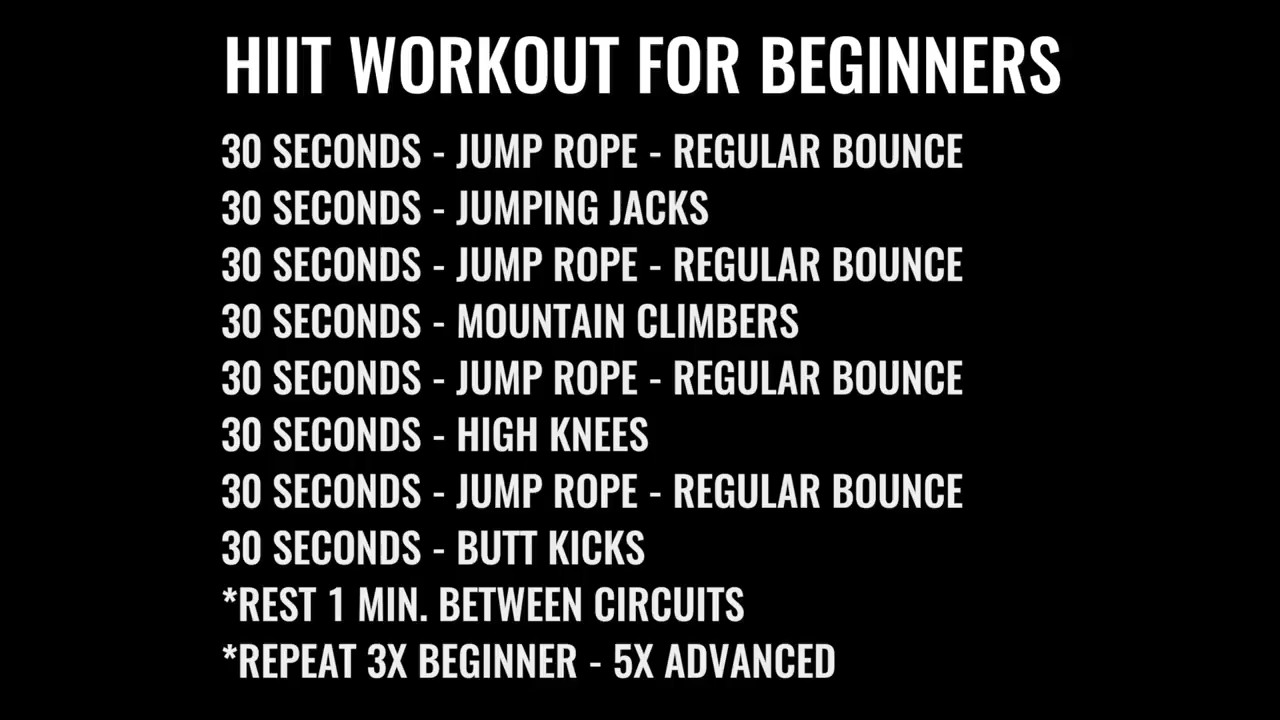 HIIT WORKOUT FOR BEGINNERS
30 SECONDS - JUMP ROPE - REGULAR BOUNCE
30 SECONDS - JUMPING JACKS
30 SECONDS - JUMP ROPE - REGULAR BOUNCE
30 SECONDS - MOUNTAIN CLIMBERS
30 SECONDS - JUMP ROPE - REGULAR BOUNCE
30 SECONDS - HIGH KNEES
30 SECONDS - JUMP ROPE - REGULAR BOUNCE
30 SECONDS - BUTT KICKS
*REST 1 MIN. BETWEEN CIRCUITS
*REPEAT 3X BEGINNER - 5X ADVANCED